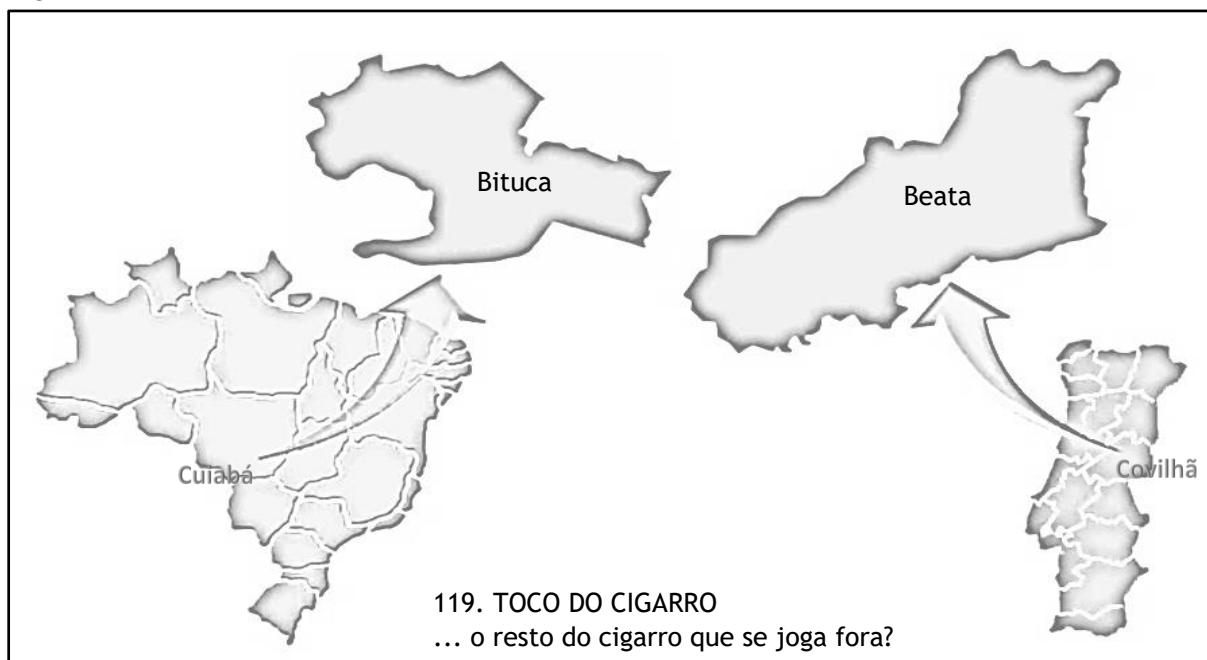 Bituca
Beata
Cuiabá
Covilhã
119. TOCO DO CIGARRO
... o resto do cigarro que se joga fora?